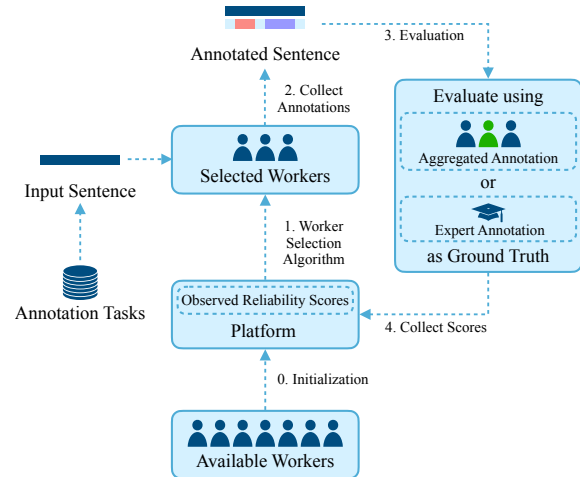 Annotated Sentence
3. Evaluation
2. Collect
Annotations
Evaluate using
Aggregated Annotation
or
Expert Annotation
as Ground Truth
Selected Workers
Input Sentence
1. Worker
Selection
Algorithm
Annotation Tasks
Observed Reliability Scores
Platform
4. Collect Scores
0. Initialization
Available Workers